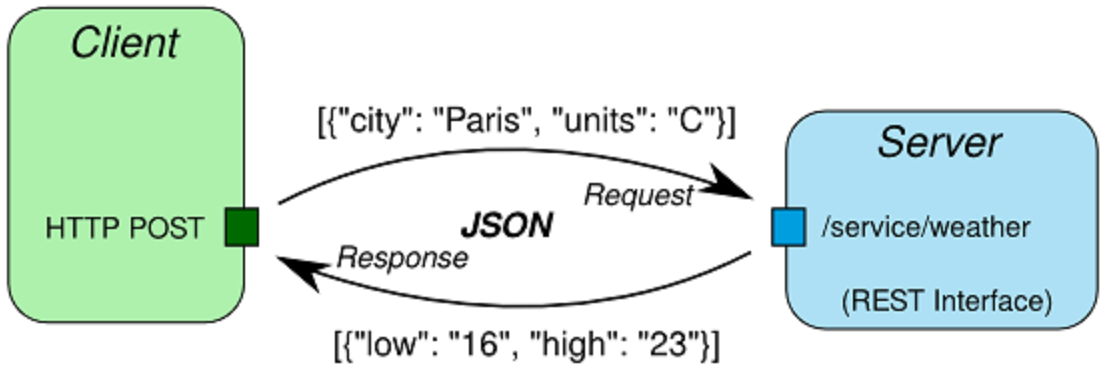 Client
HTTP POST
[{"city": "Paris", "units": "C"}]
Request
JSON
Response
[{"low": "16", "high": "23"}]
Server
/service/weather
(REST Interface)